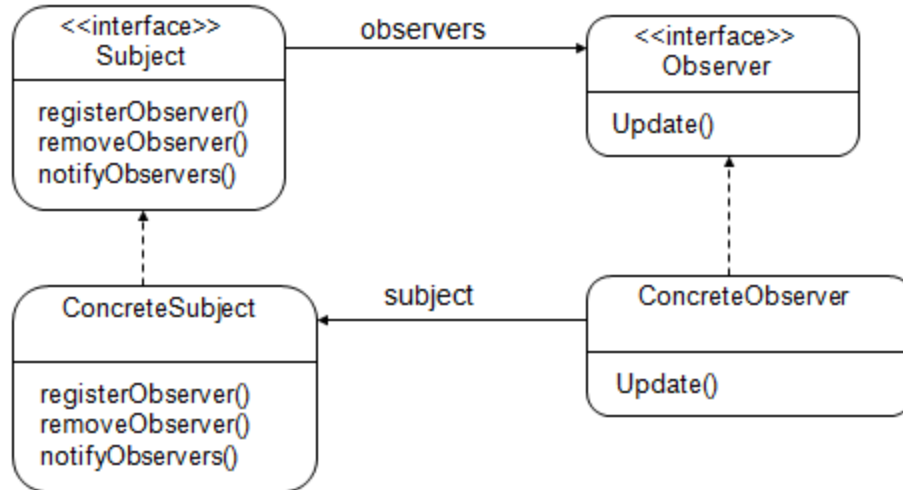 <<interface>>
Subject
registerObserver()
removeObserver()
notifyObservers()
observers
<<interface>>
Observer
Update()
ConcreteSubject
registerObserver()
removeObserver()
notifyObservers()
subject
ConcreteObserver
Update()